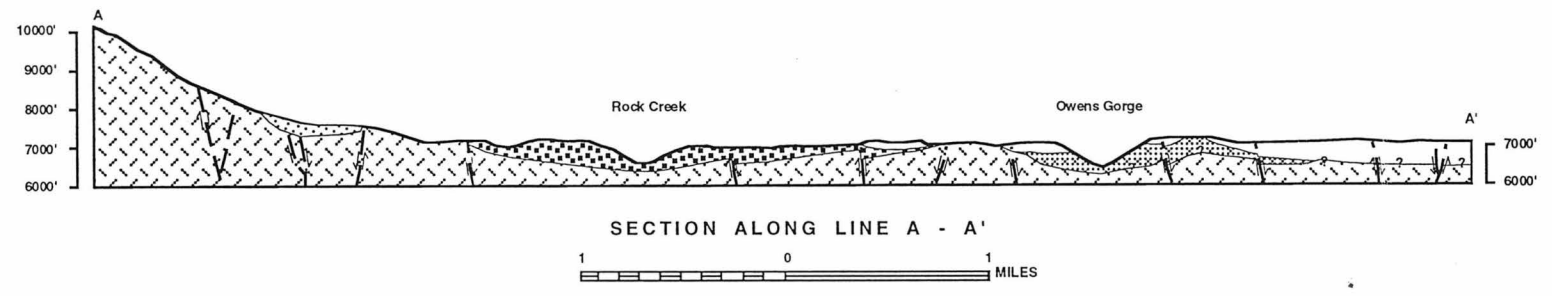 A
10000'
9000'
8000'
7000'
6000'
Rock Creek
Owens Gorge
A'
7000'
6000'
? ? ?
SECTION ALONG LINE A - A'
1 0 1
MILES